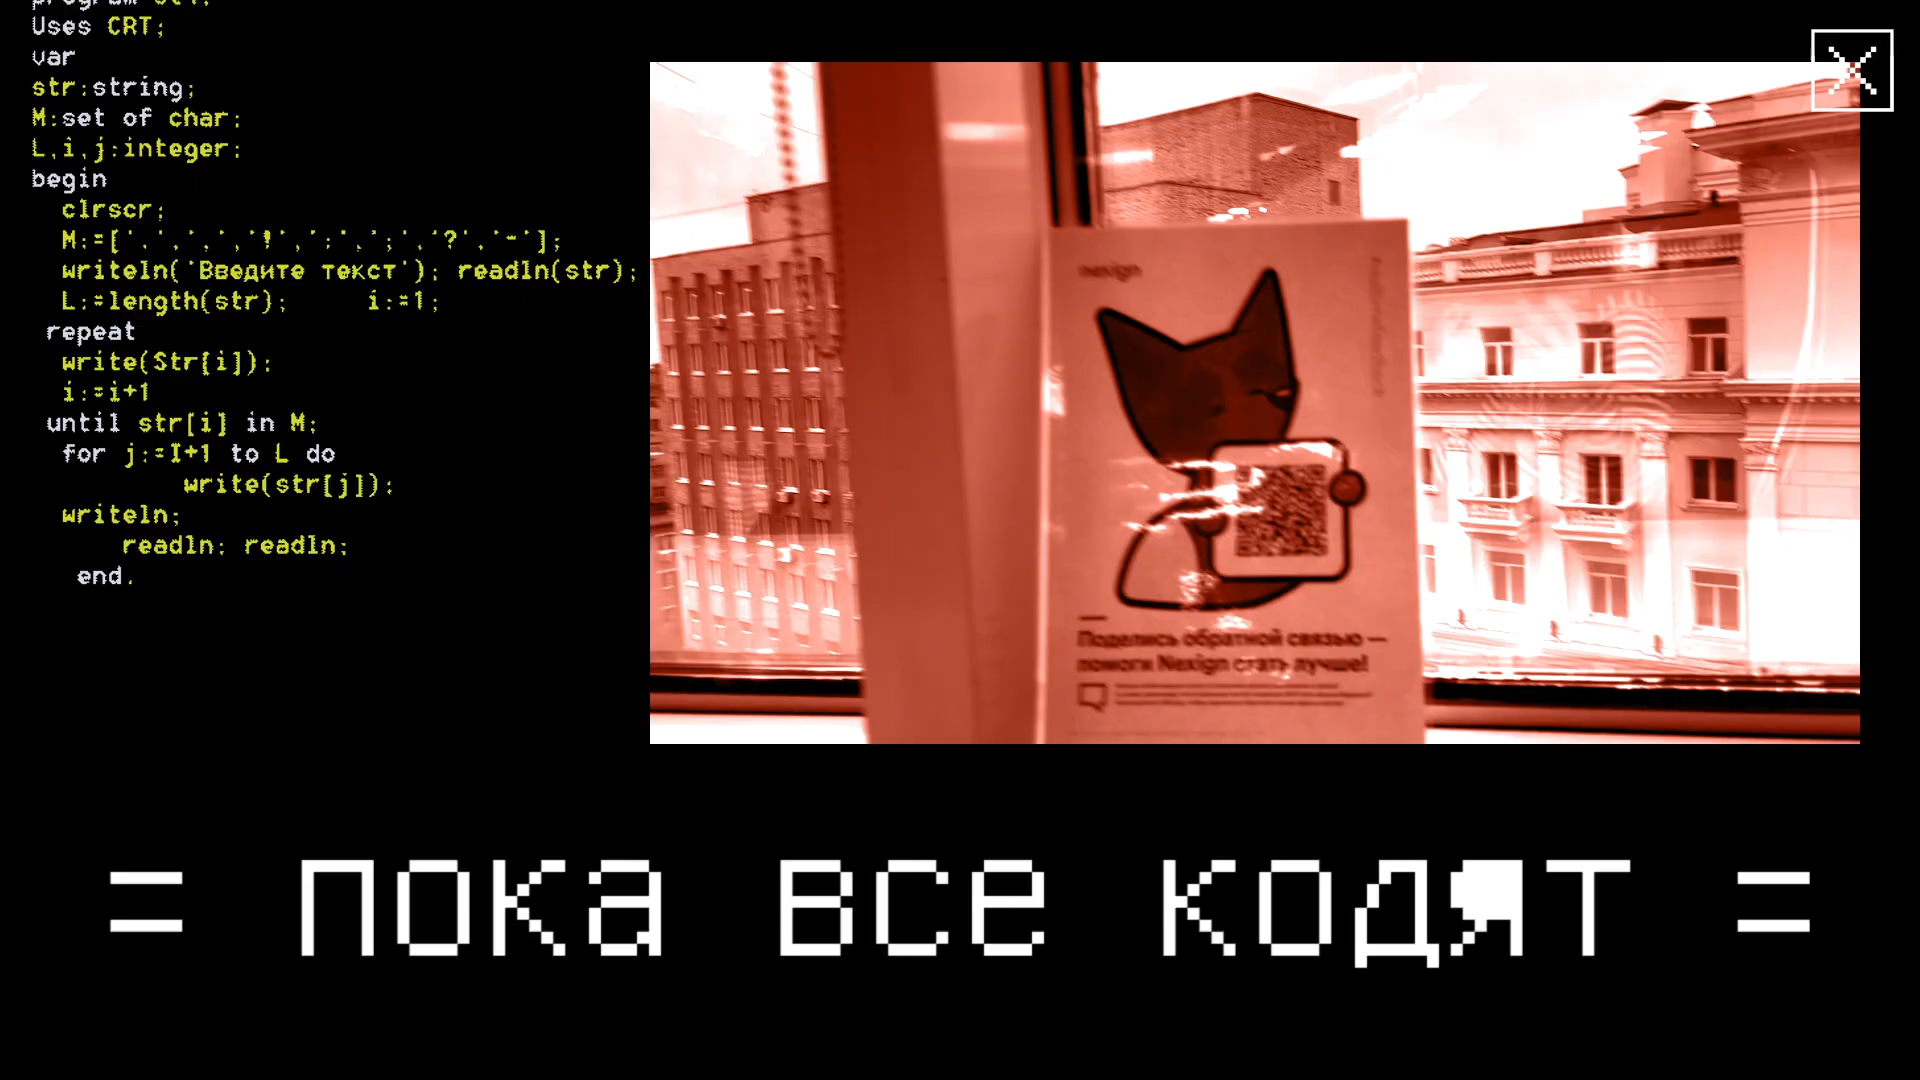 Uses CRT;
var
str:string;
M:set of char;
L,i,j:integer;
begin
clrscr;
M:=['.',',','!',':',';','?','-'];
writeln('Введите текст'); readln(str);
L:=length(str); i:=1;
repeat
write(Str[i]);
i:=i+1
until str[i] in M;
for j:=I+1 to L do
write(str[j]);
writeln;
readln; readln;
end.
nexign
Поделись обратной связью —
помоги Nexign стать лучше!
= пока все кодят =